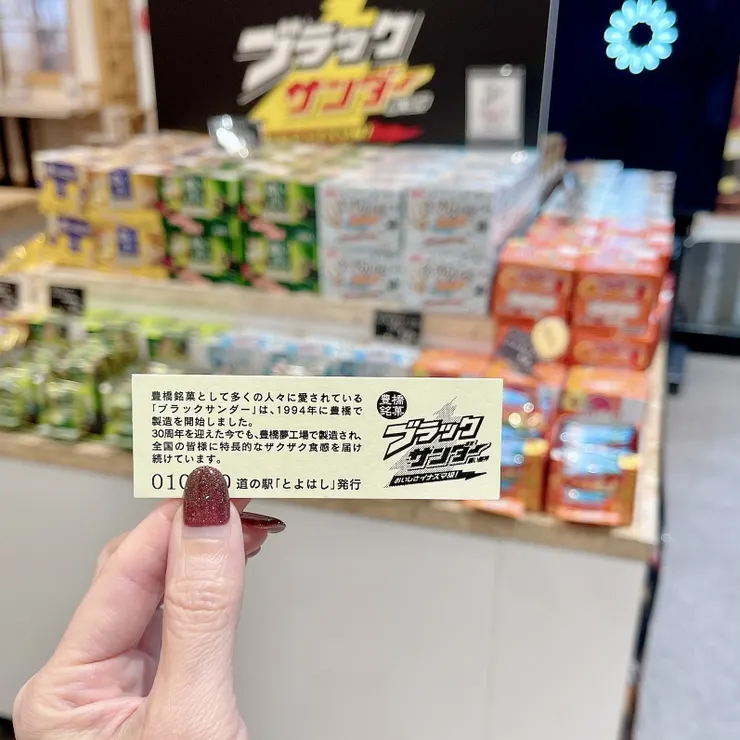 ブラック
サンダー
豊橋銘菓として多くの人々に愛されている
「ブラックサンダー」は、1994年に豊橋で
製造を開始しました。
30周年を迎えた今でも、豊橋夢工場で製造され、
全国の皆様に特長的なザクザク食感を届け
続けています。
道の駅「とよはし」発行
豊橋
銘菓
ブラック
サンダー
おいしさイナズマ級!